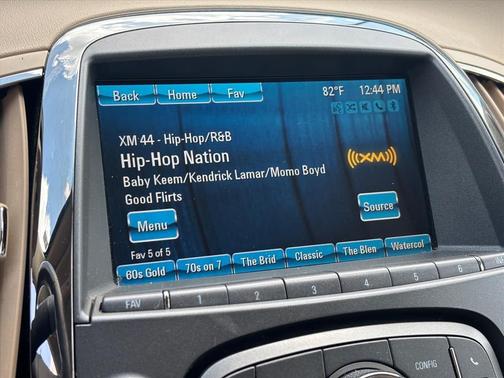 Back Home Fav 82°F 12:44 PM
XM 44 - Hip-Hop/R&B
Hip-Hop Nation
((XM))
Baby Keem/Kendrick Lamar/Momo Boyd
Good Flirts
Menu Source
Fav 5 of 5
60s Gold 70s on 7 The Brid Classic The Blen Watercol
FAV 1 2 3 4 5 6
CONFIG